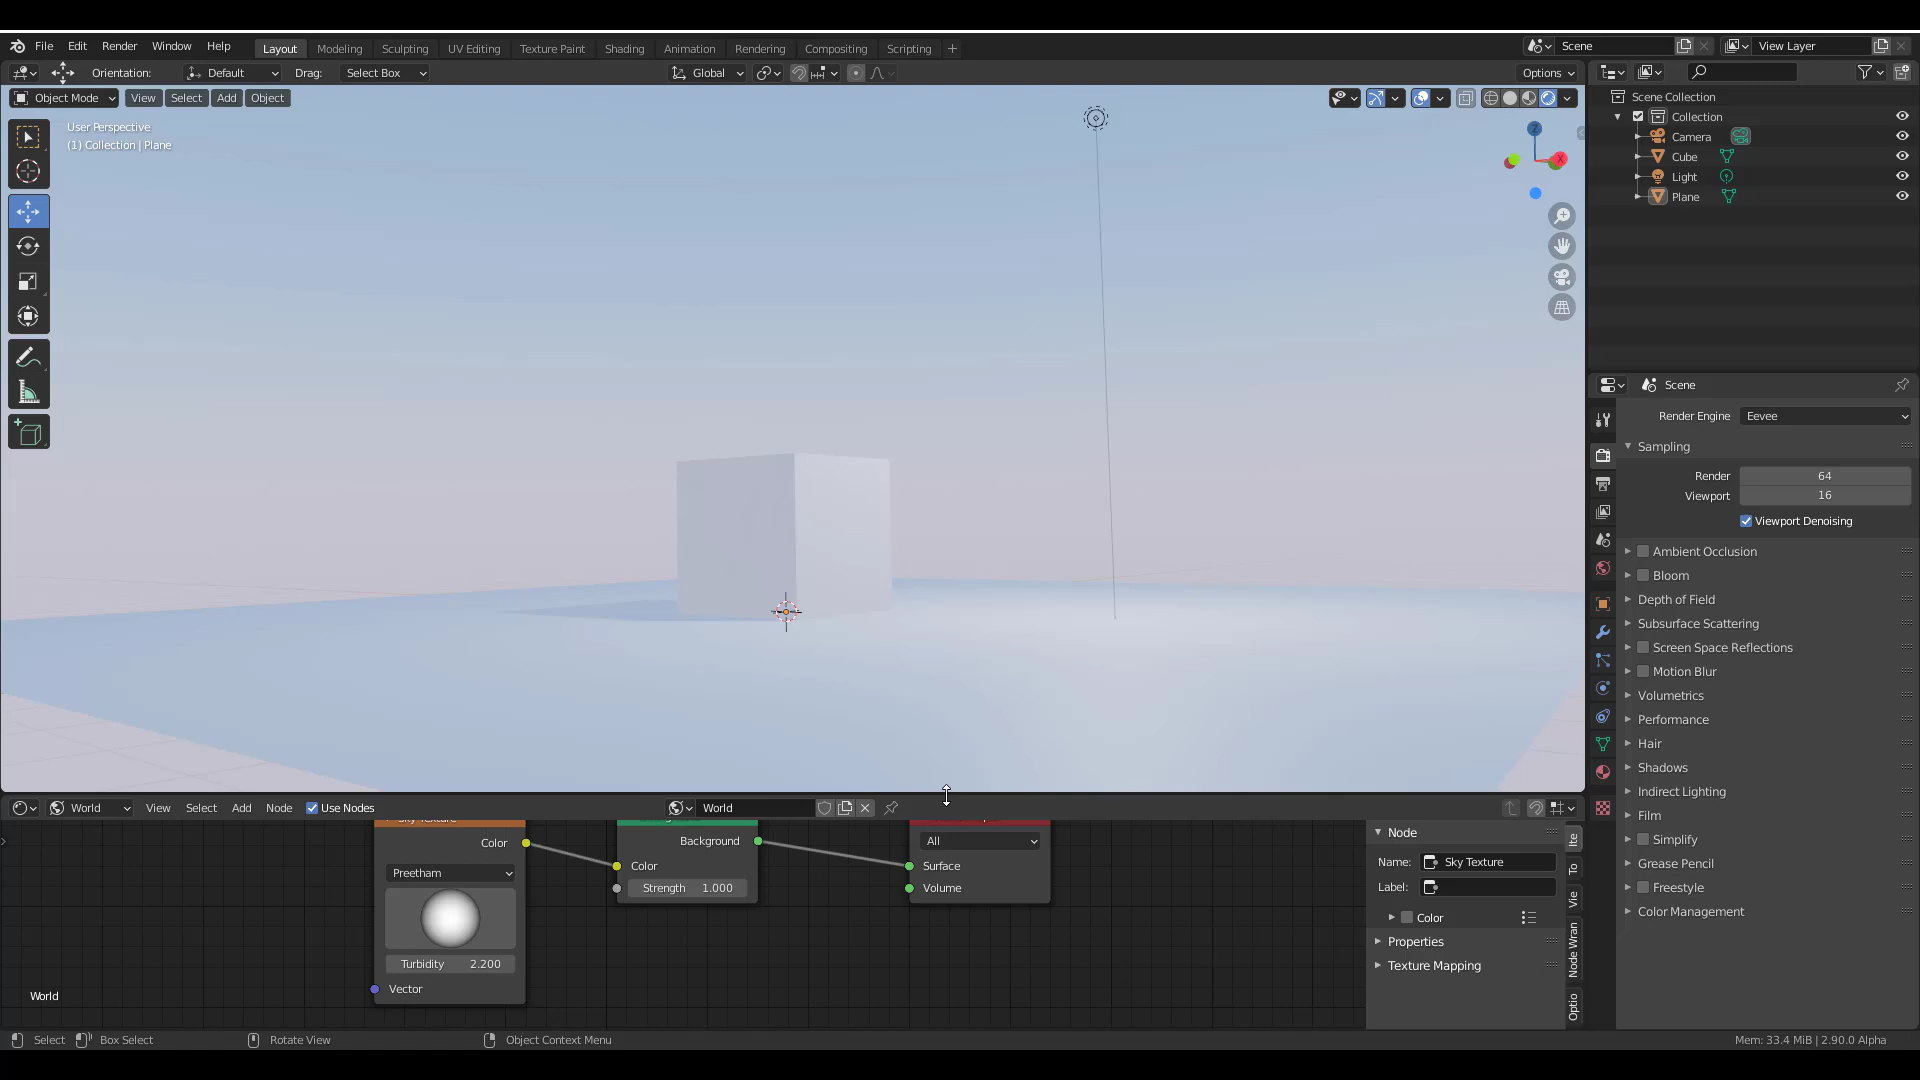 File Edit Render Window Help Layout Modeling Sculpting UV Editing Texture Paint Shading Animation Rendering Compositing Scripting + Scene View Layer
Orientation: Default Drag: Select Box Global Options
Object Mode View Select Add Object
User Perspective
(1) Collection | Plane
Z
X
Scene Collection
Collection
Camera
Cube
Light
Plane
Scene
Render Engine Eevee
Sampling
Render 64
Viewport 16
Viewport Denoising
Ambient Occlusion
Bloom
Depth of Field
Subsurface Scattering
Screen Space Reflections
Motion Blur
Volumetrics
Performance
Hair
Shadows
Indirect Lighting
Film
Simplify
Grease Pencil
Freestyle
Color Management
World View Select Add Node Use Nodes World
Color
Preetham
Turbidity 2.200
Vector
Background
Color
Strength 1.000
All
Surface
Volume
World
Node
Name: Sky Texture
Label:
Color
Properties
Texture Mapping
Ite
To
Vie
Node Wran
Optio
Select Box Select Rotate View Object Context Menu Mem: 33.4 MiB | 2.90.0 Alpha